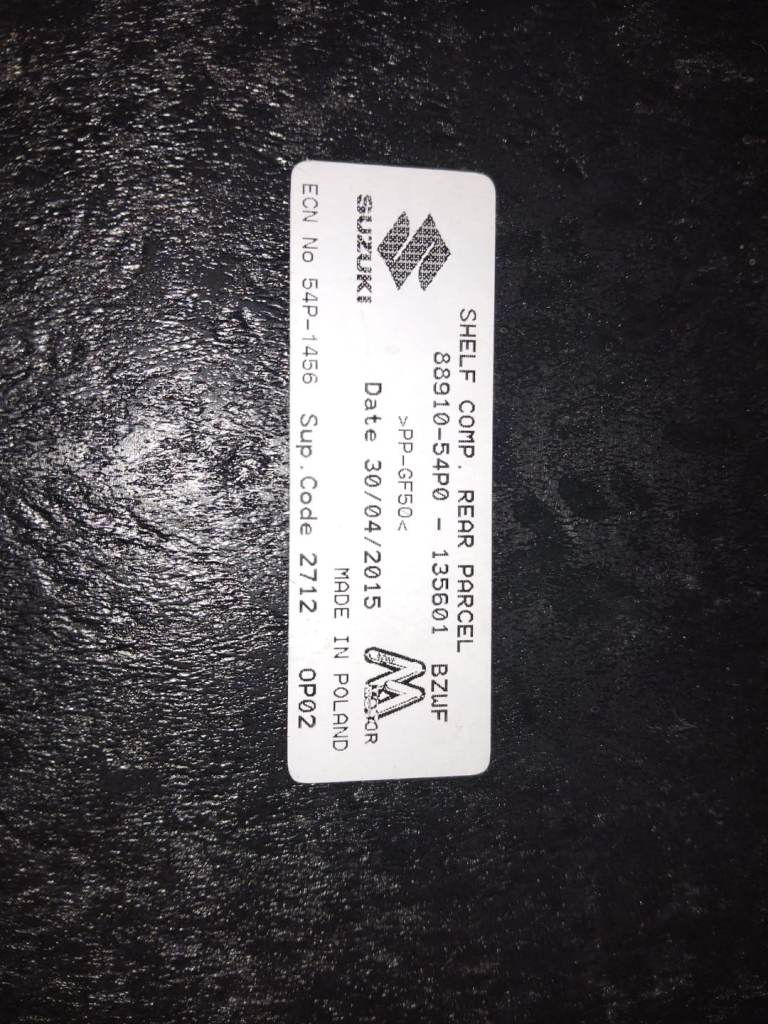 SHELF COMP. REAR PARCEL
88910-54P0 - 135601 BZWF
SUZUKI
>PP-GF50<
Date 30/04/2015
MADE IN POLAND
ECN No 54P-1456 Sup.Code 2712 OP02